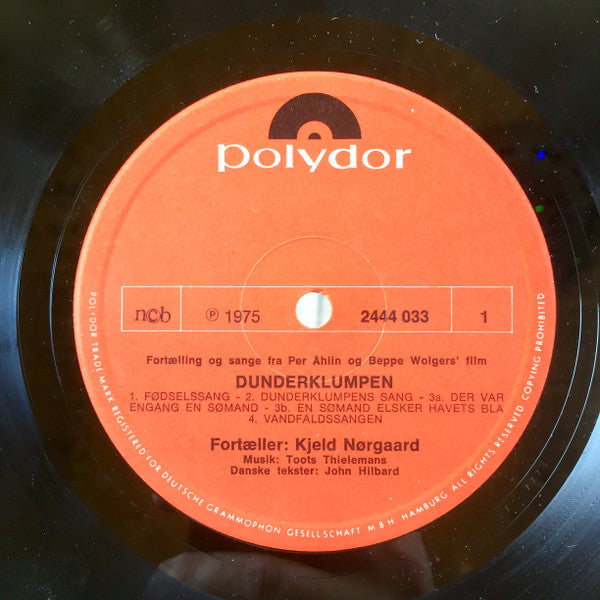 polydor
ncb
℗ 1975
2444 033
1
Fortælling og sange fra Per Åhlin og Beppe Wolgers' film
DUNDERKLUMPEN
1. FØDSELSSANG - 2. DUNDERKLUMPENS SANG - 3a. DER VAR
ENGANG EN SØMAND - 3b. EN SØMAND ELSKER HAVETS BLA
4. VANDFALDSSANGEN
Fortæller: Kjeld Nørgaard
Musik: Toots Thielemans
Danske tekster: John Hilbard
POLYDOR TRADE MARK REGISTERED FOR DEUTSCHE GRAMMOPHON GESELLSCHAFT M B H HAMBURG ALL RIGHTS RESERVED COPYING PROHIBITED